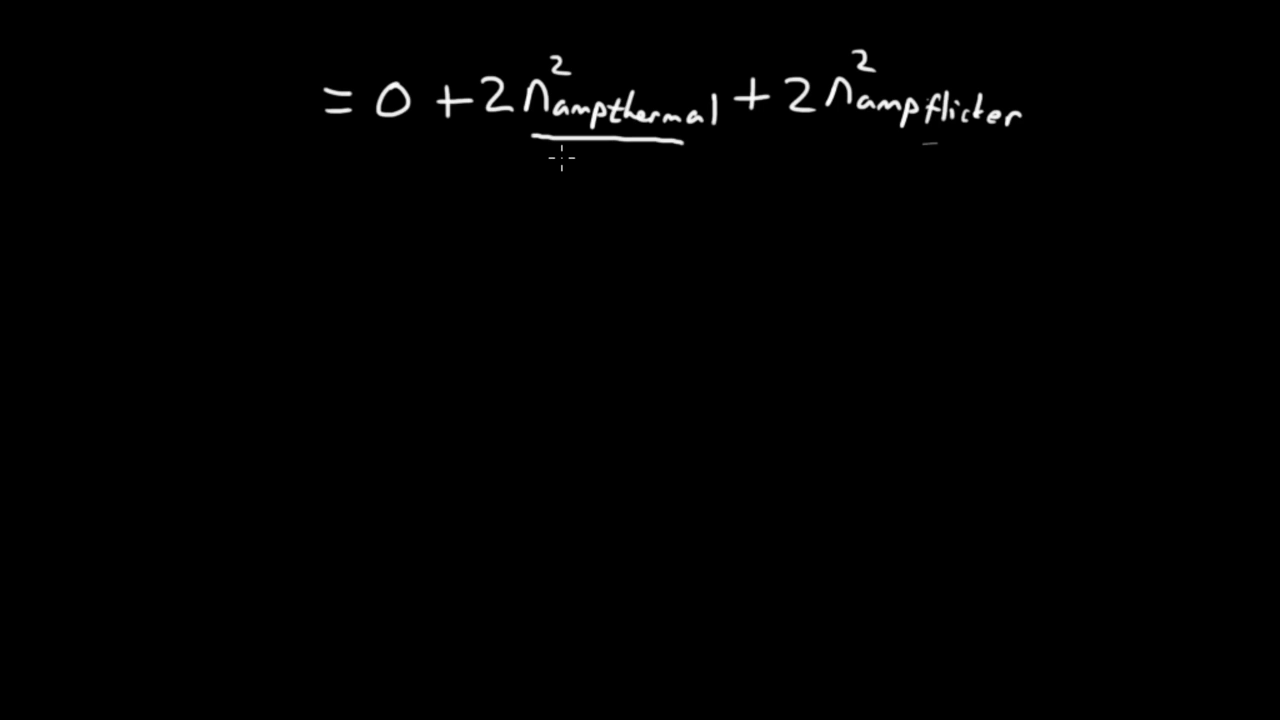 = 0 + 2 n²ampthermal + 2 n²ampflicker